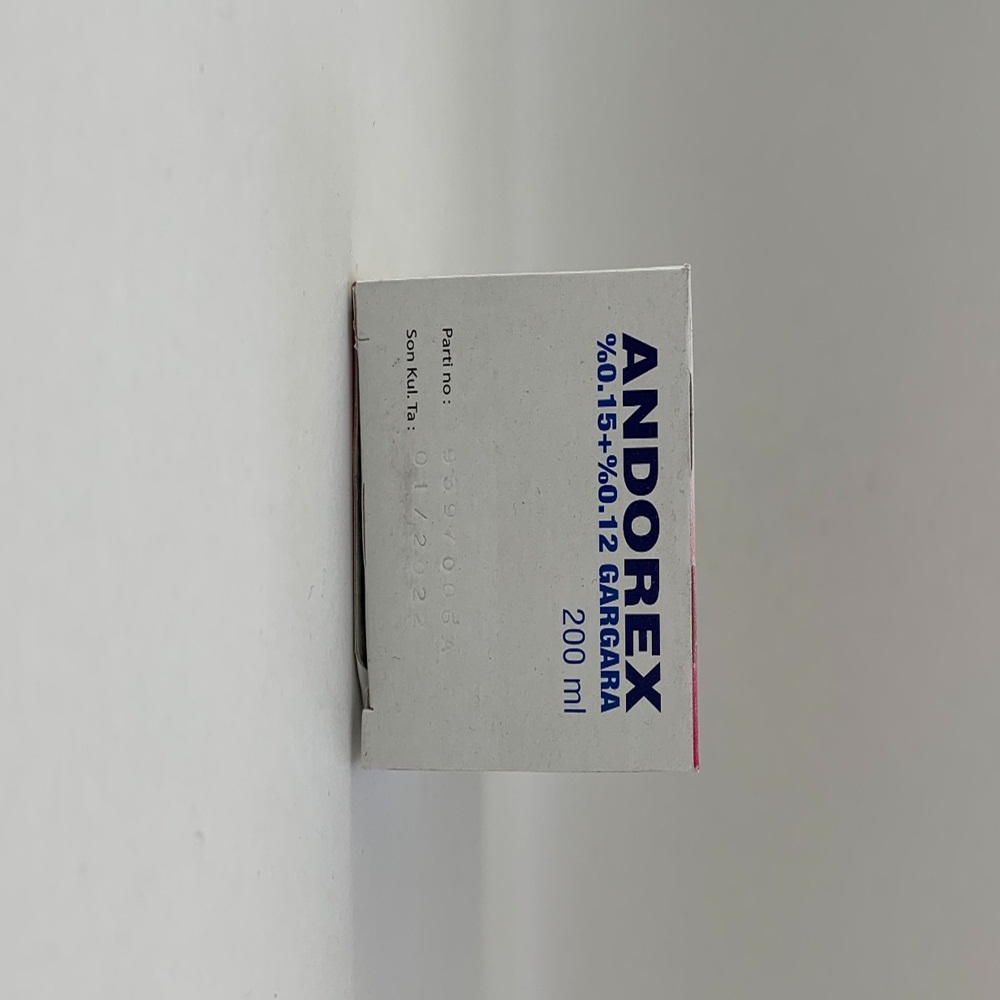 ANDOREX
%0.15+%0.12 GARGARA
200 ml
Parti no :
Son Kul. Ta : 01/2022